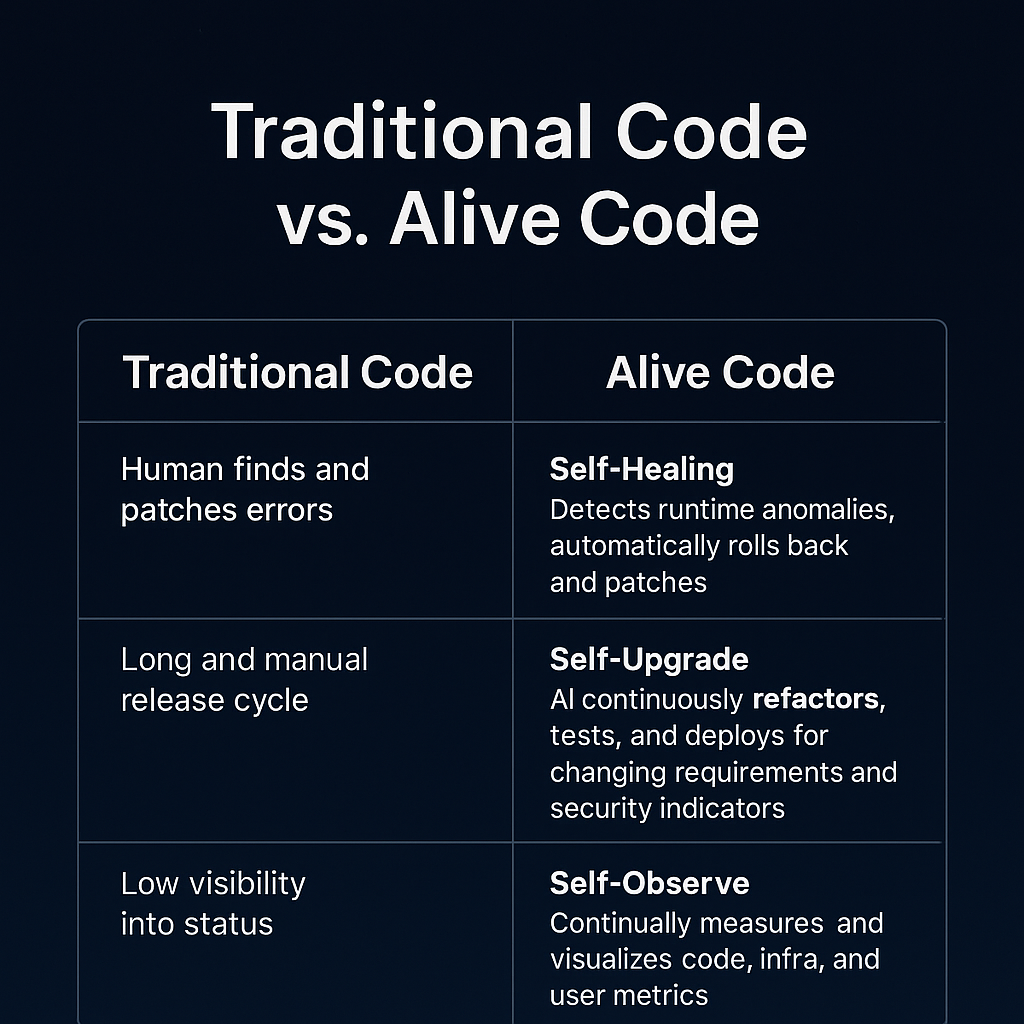 Traditional Code
vs. Alive Code
Traditional Code
Alive Code
Human finds and
patches errors
Self-Healing
Detects runtime anomalies,
automatically rolls back
and patches
Long and manual
release cycle
Self-Upgrade
AI continuously refactors,
tests, and deploys for
changing requirements and
security indicators
Low visibility
into status
Self-Observe
Continually measures and
visualizes code, infra, and
user metrics